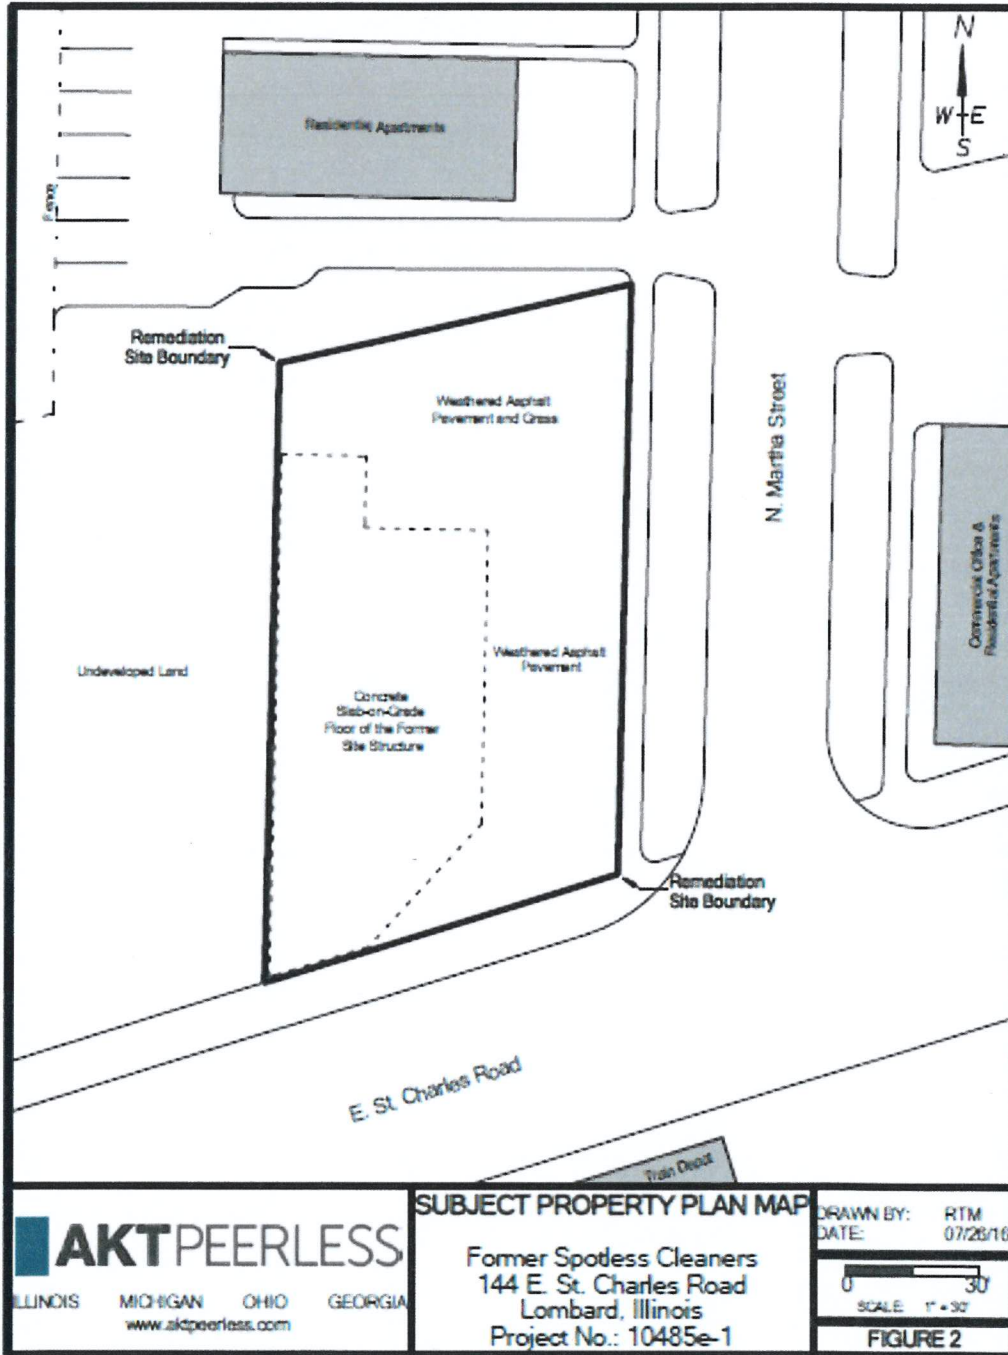 N
W E
S
Residential Apartments
Fence
Remediation
Site Boundary
Weathered Asphalt
Pavement and Grass
N. Martha Street
Commercial Office &
Residential Apartments
Undeveloped Land
Weathered Asphalt
Pavement
Concrete
Slab-on-Grade
Floor of the Former
Site Structure
Remediation
Site Boundary
E. St. Charles Road
Train Depot
AKTPEERLESS
ILLINOIS MICHIGAN OHIO GEORGIA
www.aktpeerless.com
SUBJECT PROPERTY PLAN MAP
Former Spotless Cleaners
144 E. St. Charles Road
Lombard, Illinois
Project No.: 10485e-1
DRAWN BY: RTM
DATE: 07/26/16
0 30'
SCALE: 1" = 30'
FIGURE 2